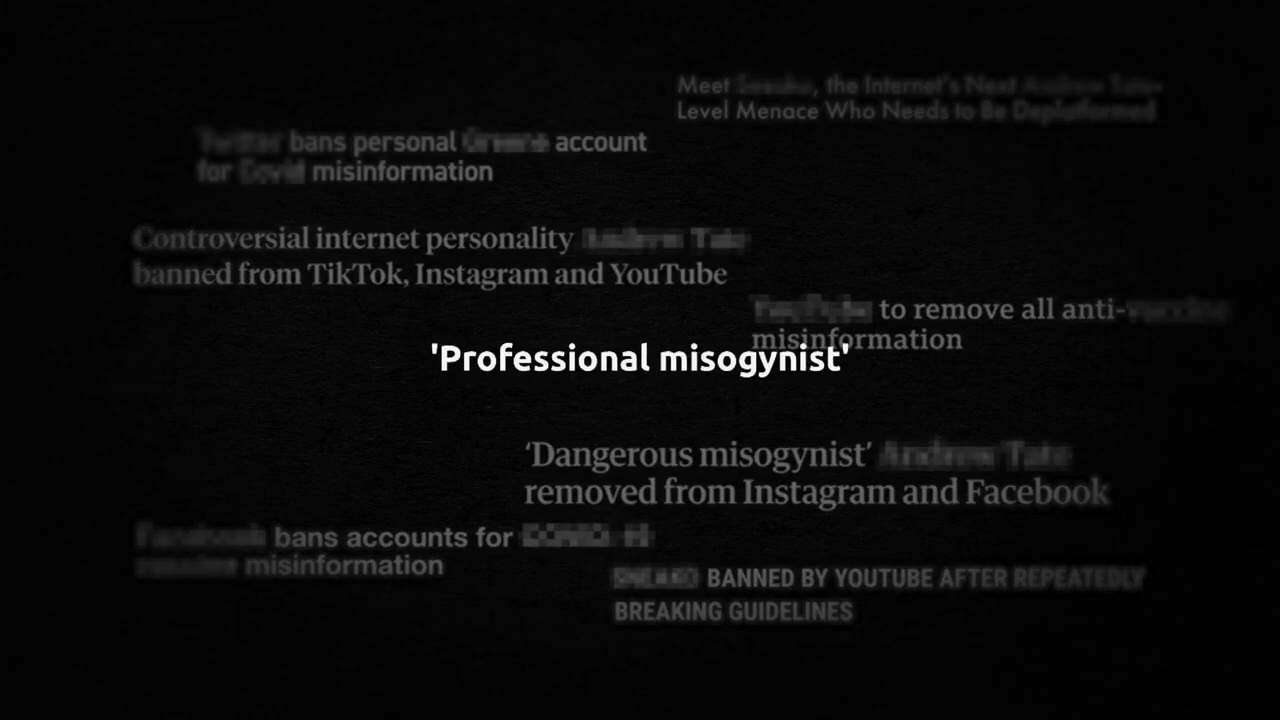 Meet , the Internet's Next
Level Menace Who Needs to Be Deplatformed
bans personal account
for misinformation
Controversial internet personality
banned from TikTok, Instagram and YouTube
to remove all anti-
misinformation
'Professional misogynist'
‘Dangerous misogynist’
removed from Instagram and Facebook
bans accounts for
misinformation
BANNED BY YOUTUBE AFTER REPEATEDLY
BREAKING GUIDELINES